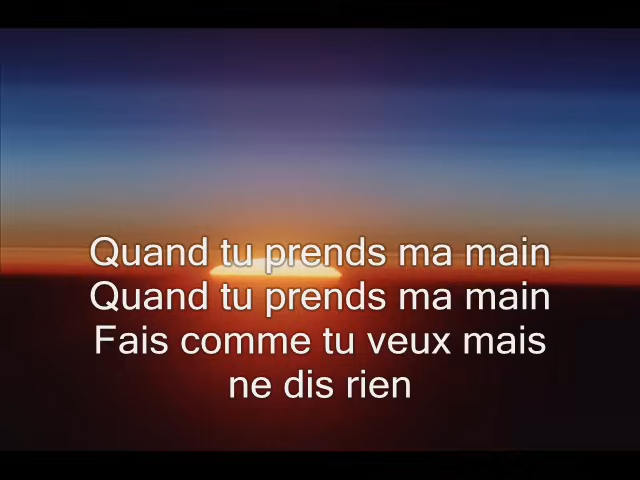 Quand tu prends ma main
Quand tu prends ma main
Fais comme tu veux mais
ne dis rien